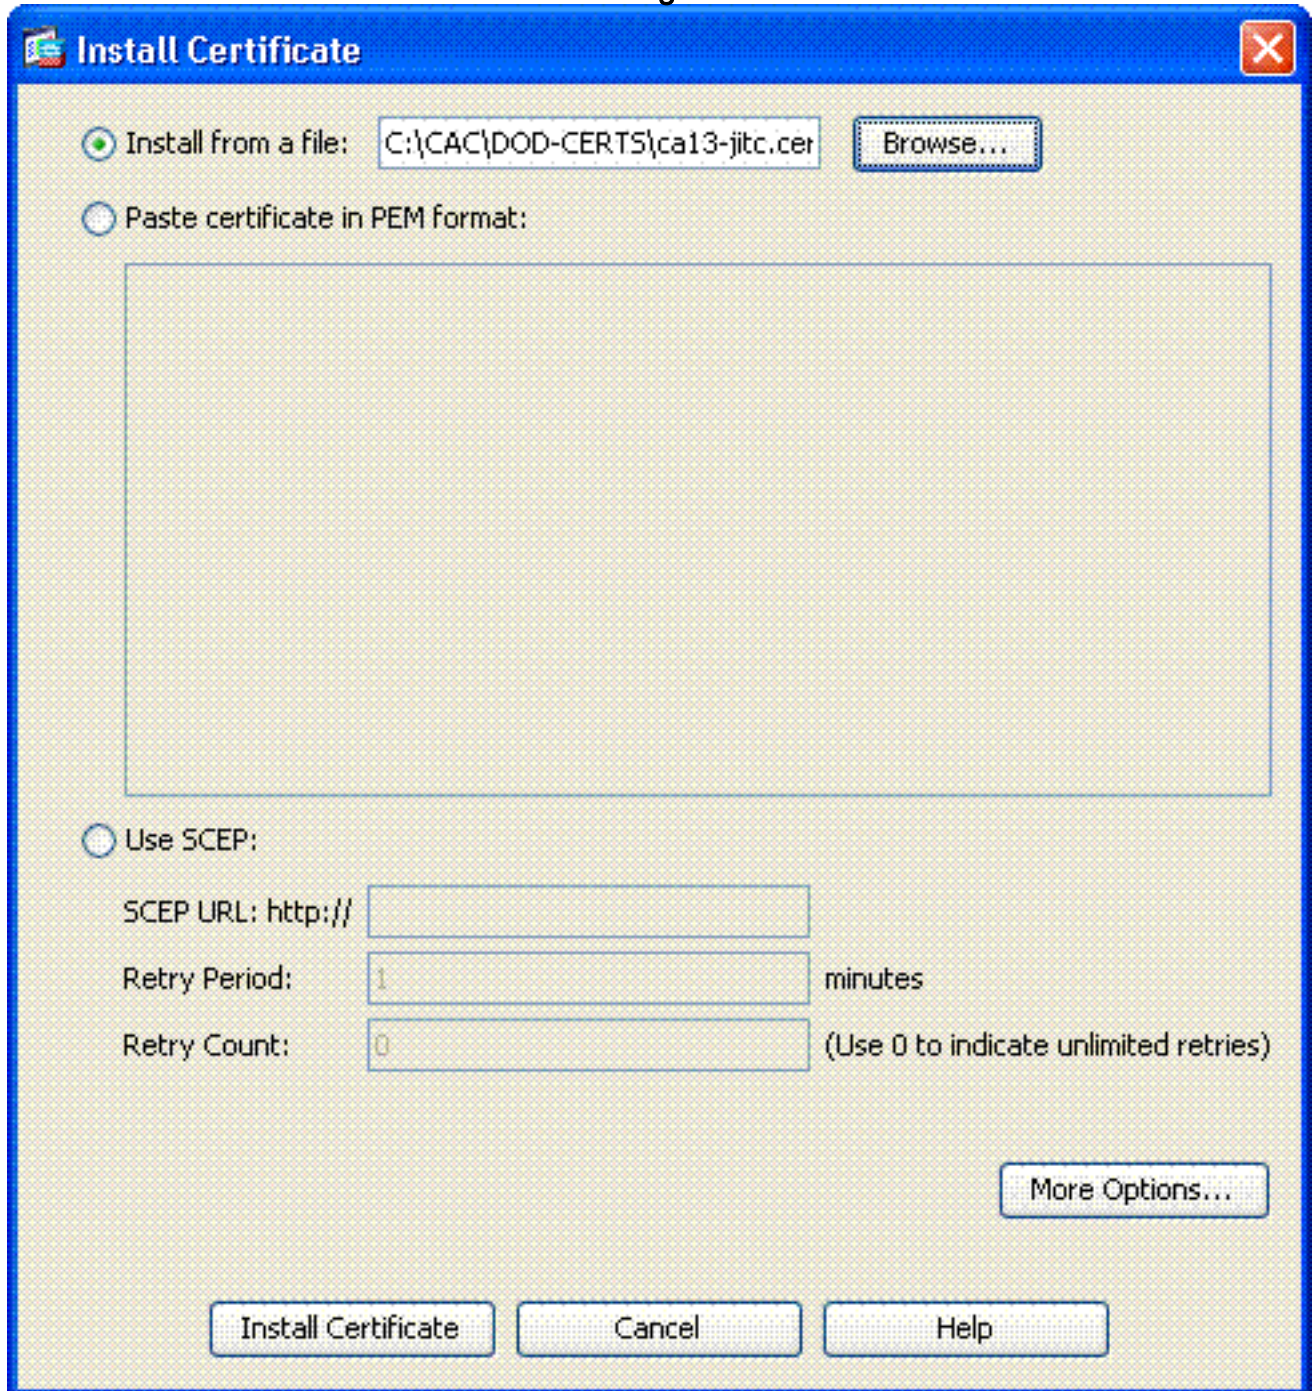 Install Certificate
Install from a file: C:\CAC\DOD-CERTS\ca13-jitc.cer Browse...
Paste certificate in PEM format:
Use SCEP:
SCEP URL: http://
Retry Period: 1 minutes
Retry Count: 0 (Use 0 to indicate unlimited retries)
More Options...
Install Certificate Cancel Help